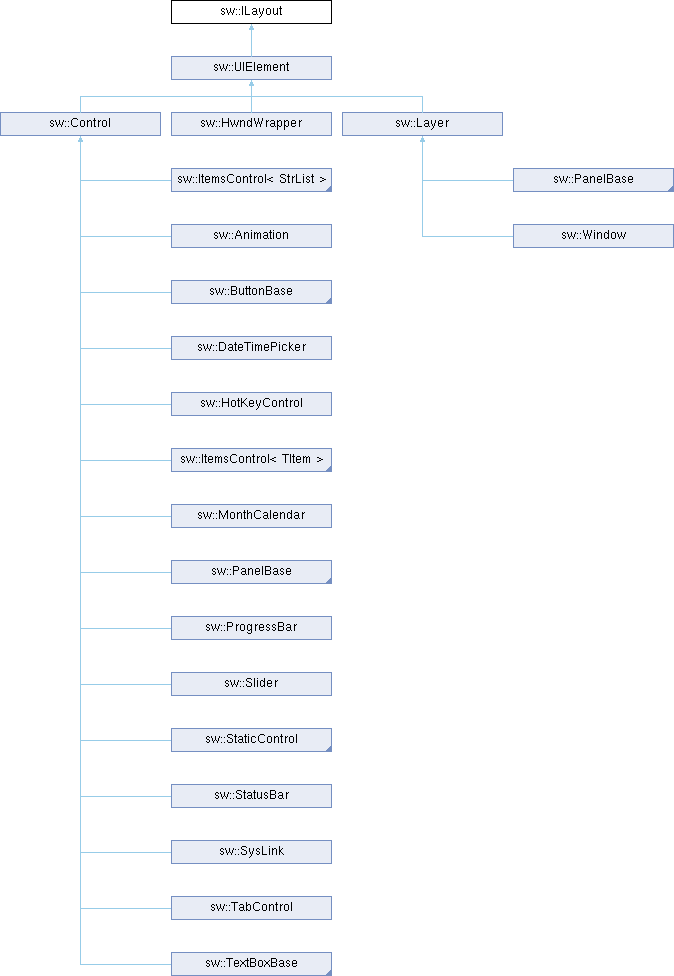 sw::ILayout
sw::UIElement
sw::Control
sw::HwndWrapper
sw::Layer
sw::ItemsControl< StrList >
sw::PanelBase
sw::Animation
sw::Window
sw::ButtonBase
sw::DateTimePicker
sw::HotKeyControl
sw::ItemsControl< TItem >
sw::MonthCalendar
sw::PanelBase
sw::ProgressBar
sw::Slider
sw::StaticControl
sw::StatusBar
sw::SysLink
sw::TabControl
sw::TextBoxBase